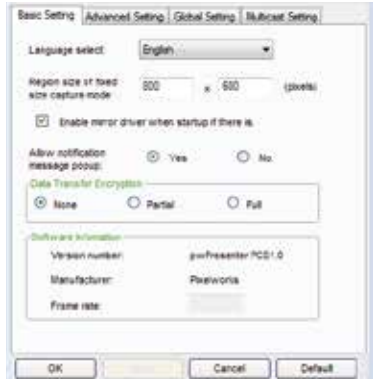 Basic Setting Advanced Setting Global Setting Multicast Setting
Language select: English
Region size of fixed
size capture mode: 800 x 600 (pixels)
Enable mirror driver when startup if there is.
Allow notification
message popup: Yes No
Data Transfer Encryption
None Partial Full
Software Information
Version number: pwPresenter PCG1.0
Manufacturer: Pixelworks
Frame rate:
OK Cancel Default